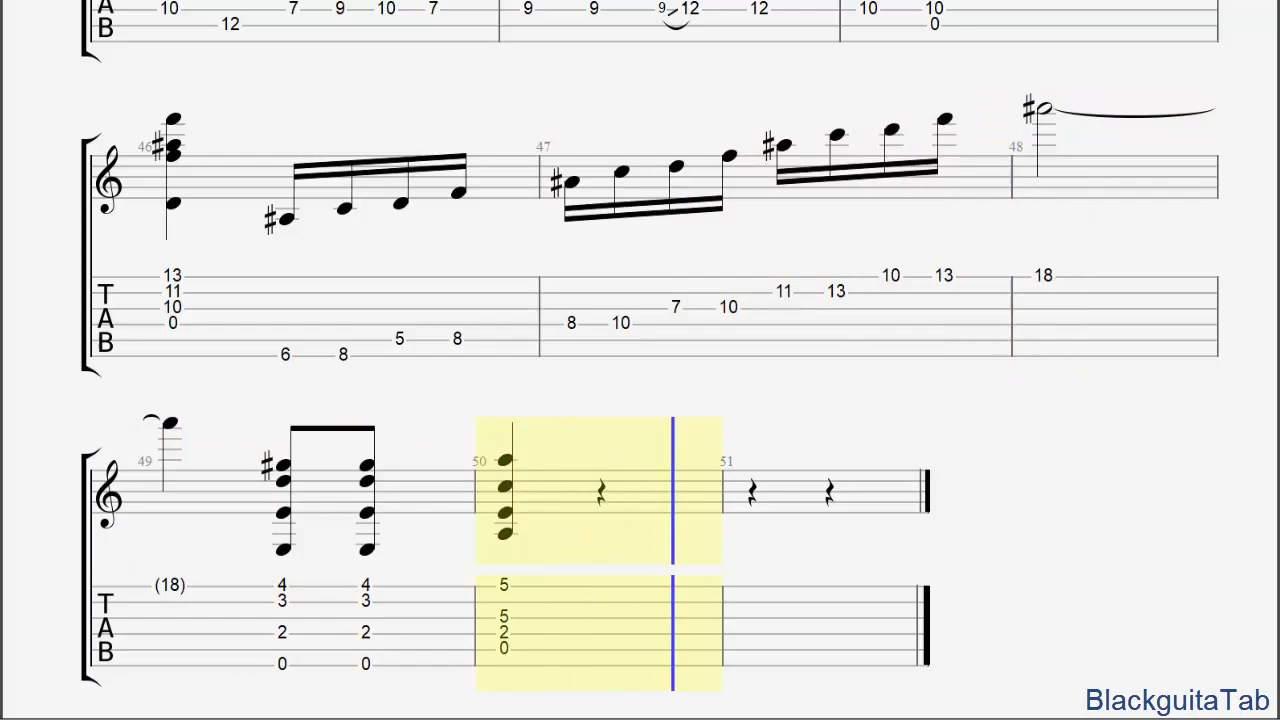 A 10 7 9 10 7 9 9 9 12 12 10 10
B 12 0
46 47 48
13 18
10 13
T 11 11 13
10 7 10
A 0 8 10
B 5 8
6 8
49 50 51
(18) 4 4 5
T 3 3
5
A 2 2 2
B 0
0 0
BlackguitaTab